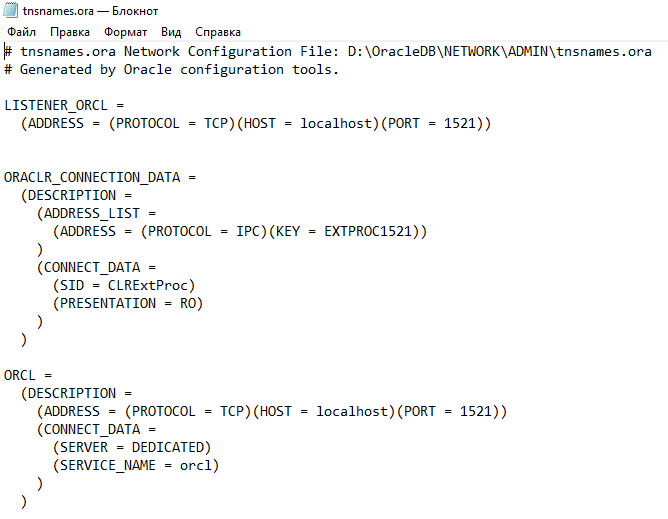 tnsnames.ora — Блокнот
Файл Правка Формат Вид Справка
# tnsnames.ora Network Configuration File: D:\OracleDB\NETWORK\ADMIN\tnsnames.ora
# Generated by Oracle configuration tools.

LISTENER_ORCL =
  (ADDRESS = (PROTOCOL = TCP)(HOST = localhost)(PORT = 1521))


ORACLR_CONNECTION_DATA =
  (DESCRIPTION =
    (ADDRESS_LIST =
      (ADDRESS = (PROTOCOL = IPC)(KEY = EXTPROC1521))
    )
    (CONNECT_DATA =
      (SID = CLRExtProc)
      (PRESENTATION = RO)
    )
  )

ORCL =
  (DESCRIPTION =
    (ADDRESS = (PROTOCOL = TCP)(HOST = localhost)(PORT = 1521))
    (CONNECT_DATA =
      (SERVER = DEDICATED)
      (SERVICE_NAME = orcl)
    )
  )